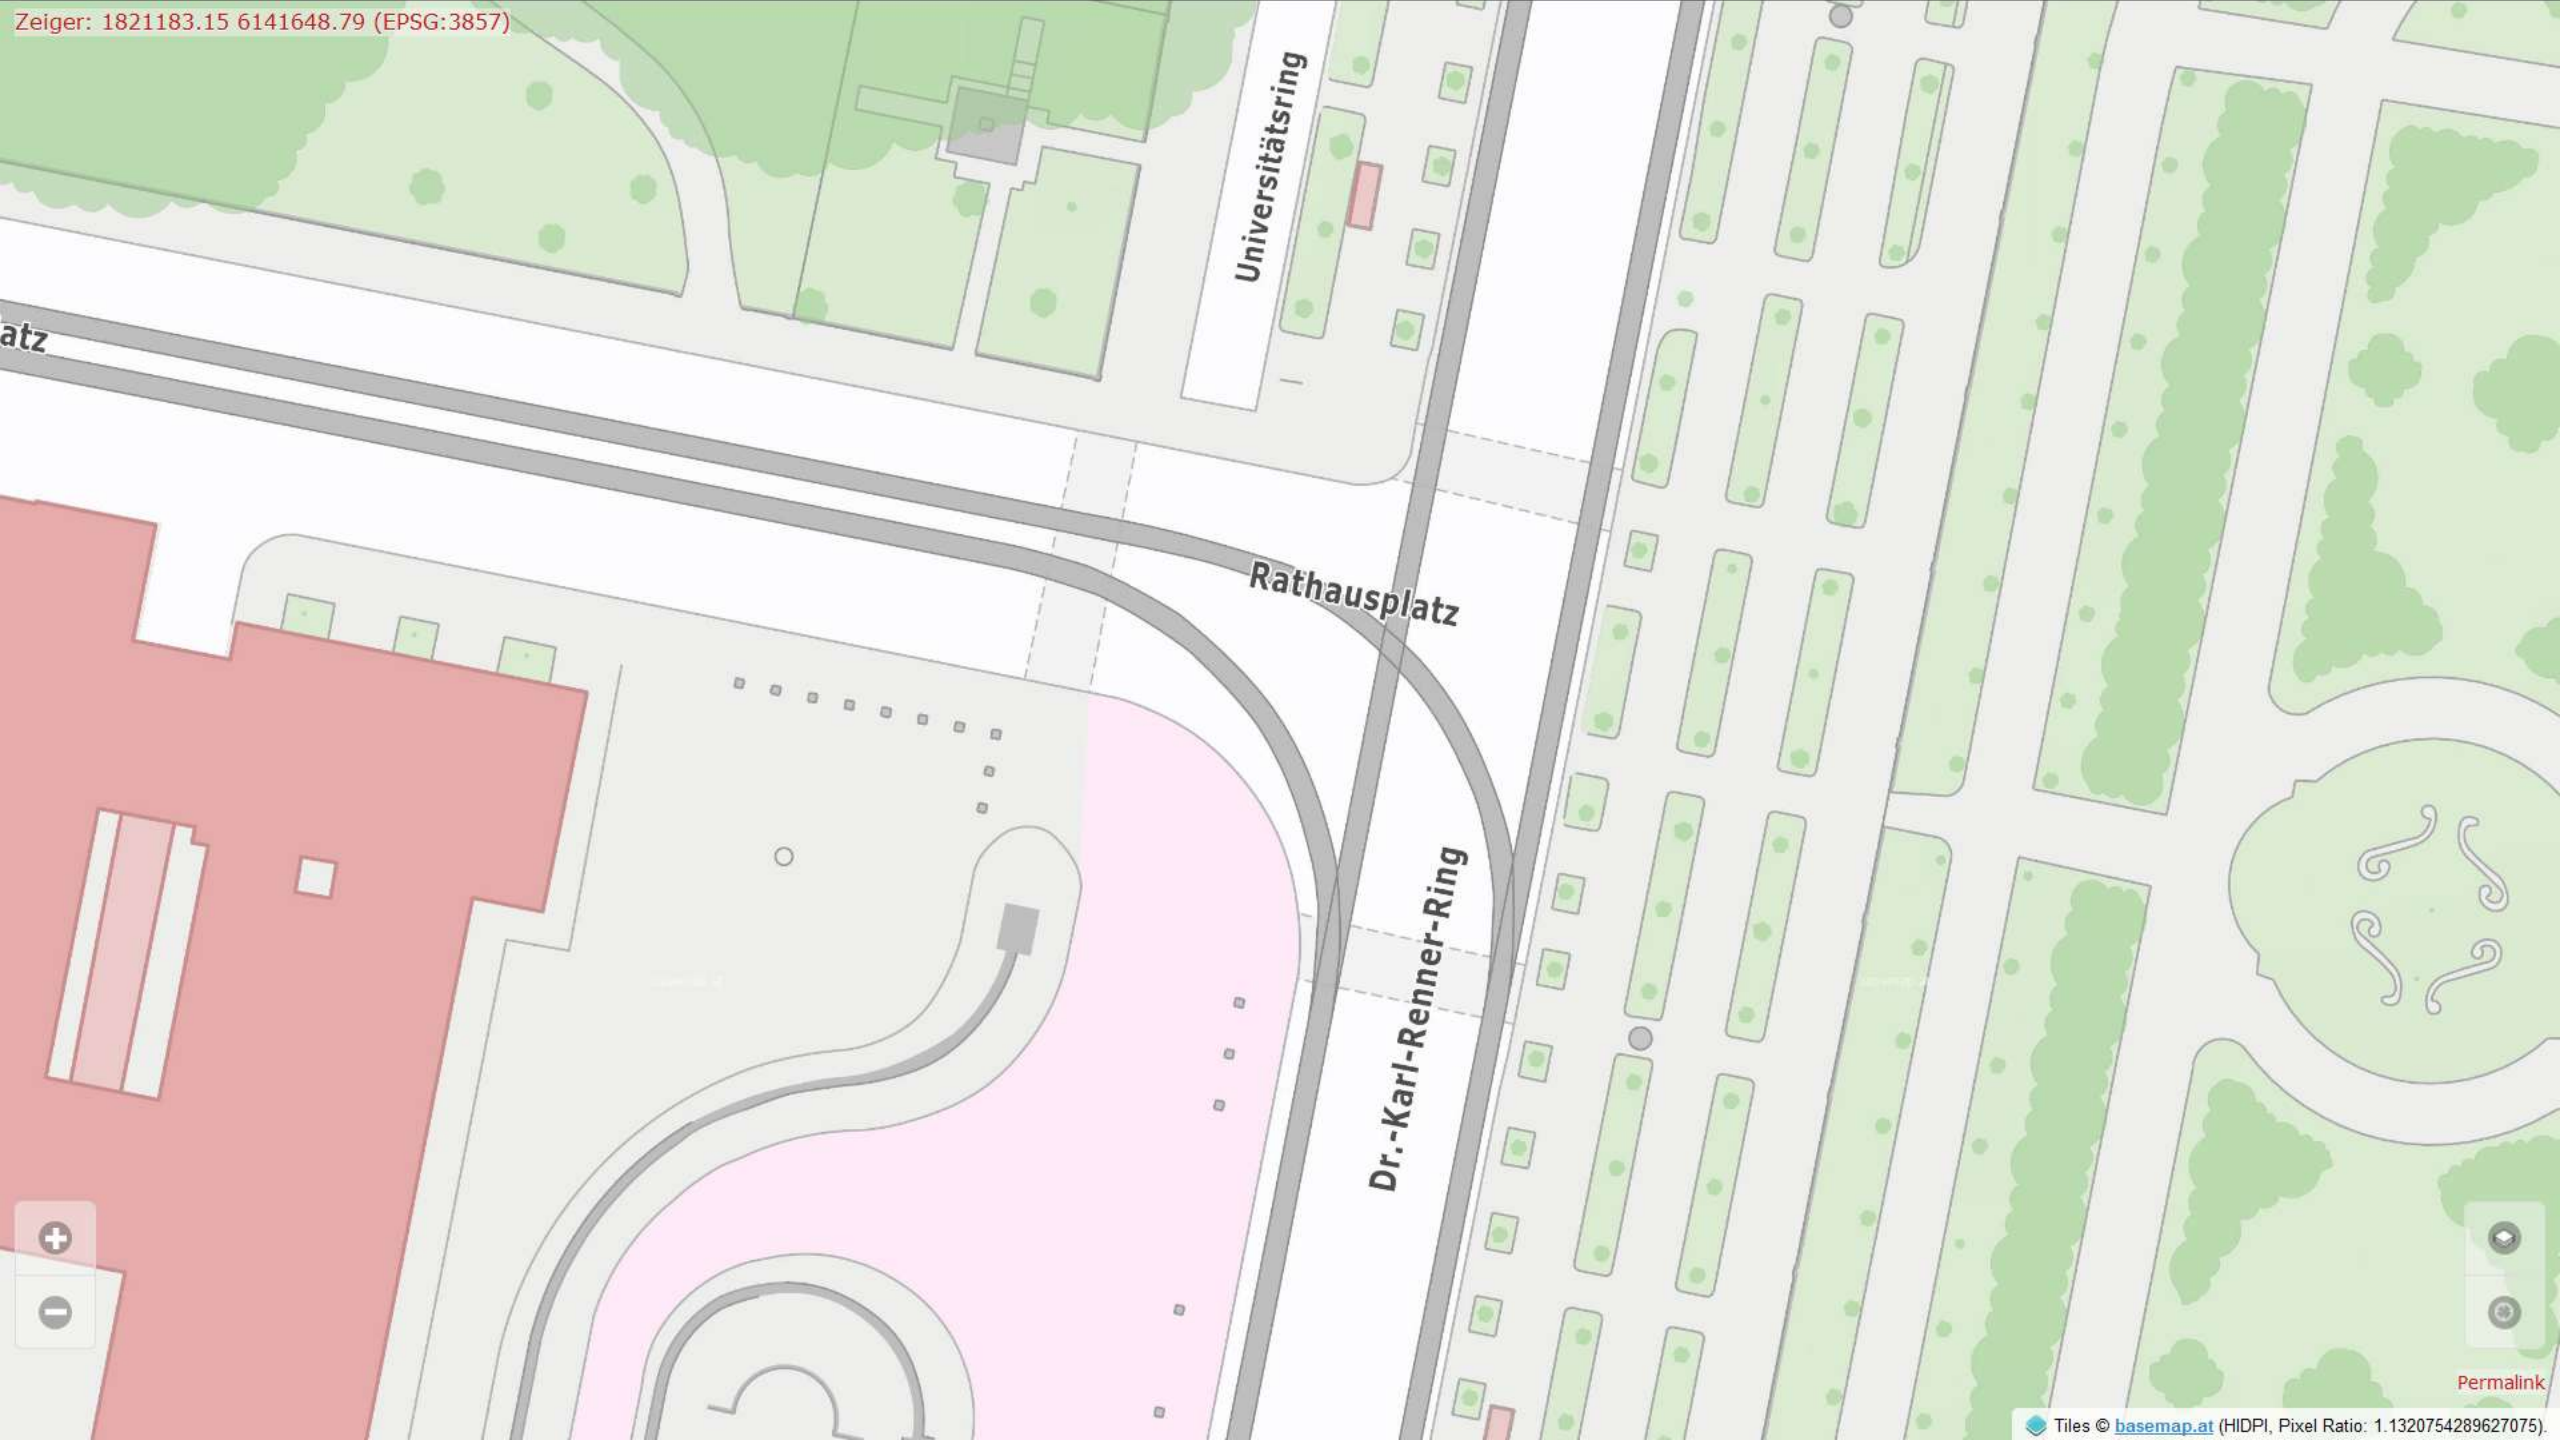 Zeiger: 1821183.15 6141648.79 (EPSG:3857)
Universitätsring
atz
Rathausplatz
Dr.-Karl-Renner-Ring
Permalink
Tiles © basemap.at (HIDPI, Pixel Ratio: 1.1320754289627075).